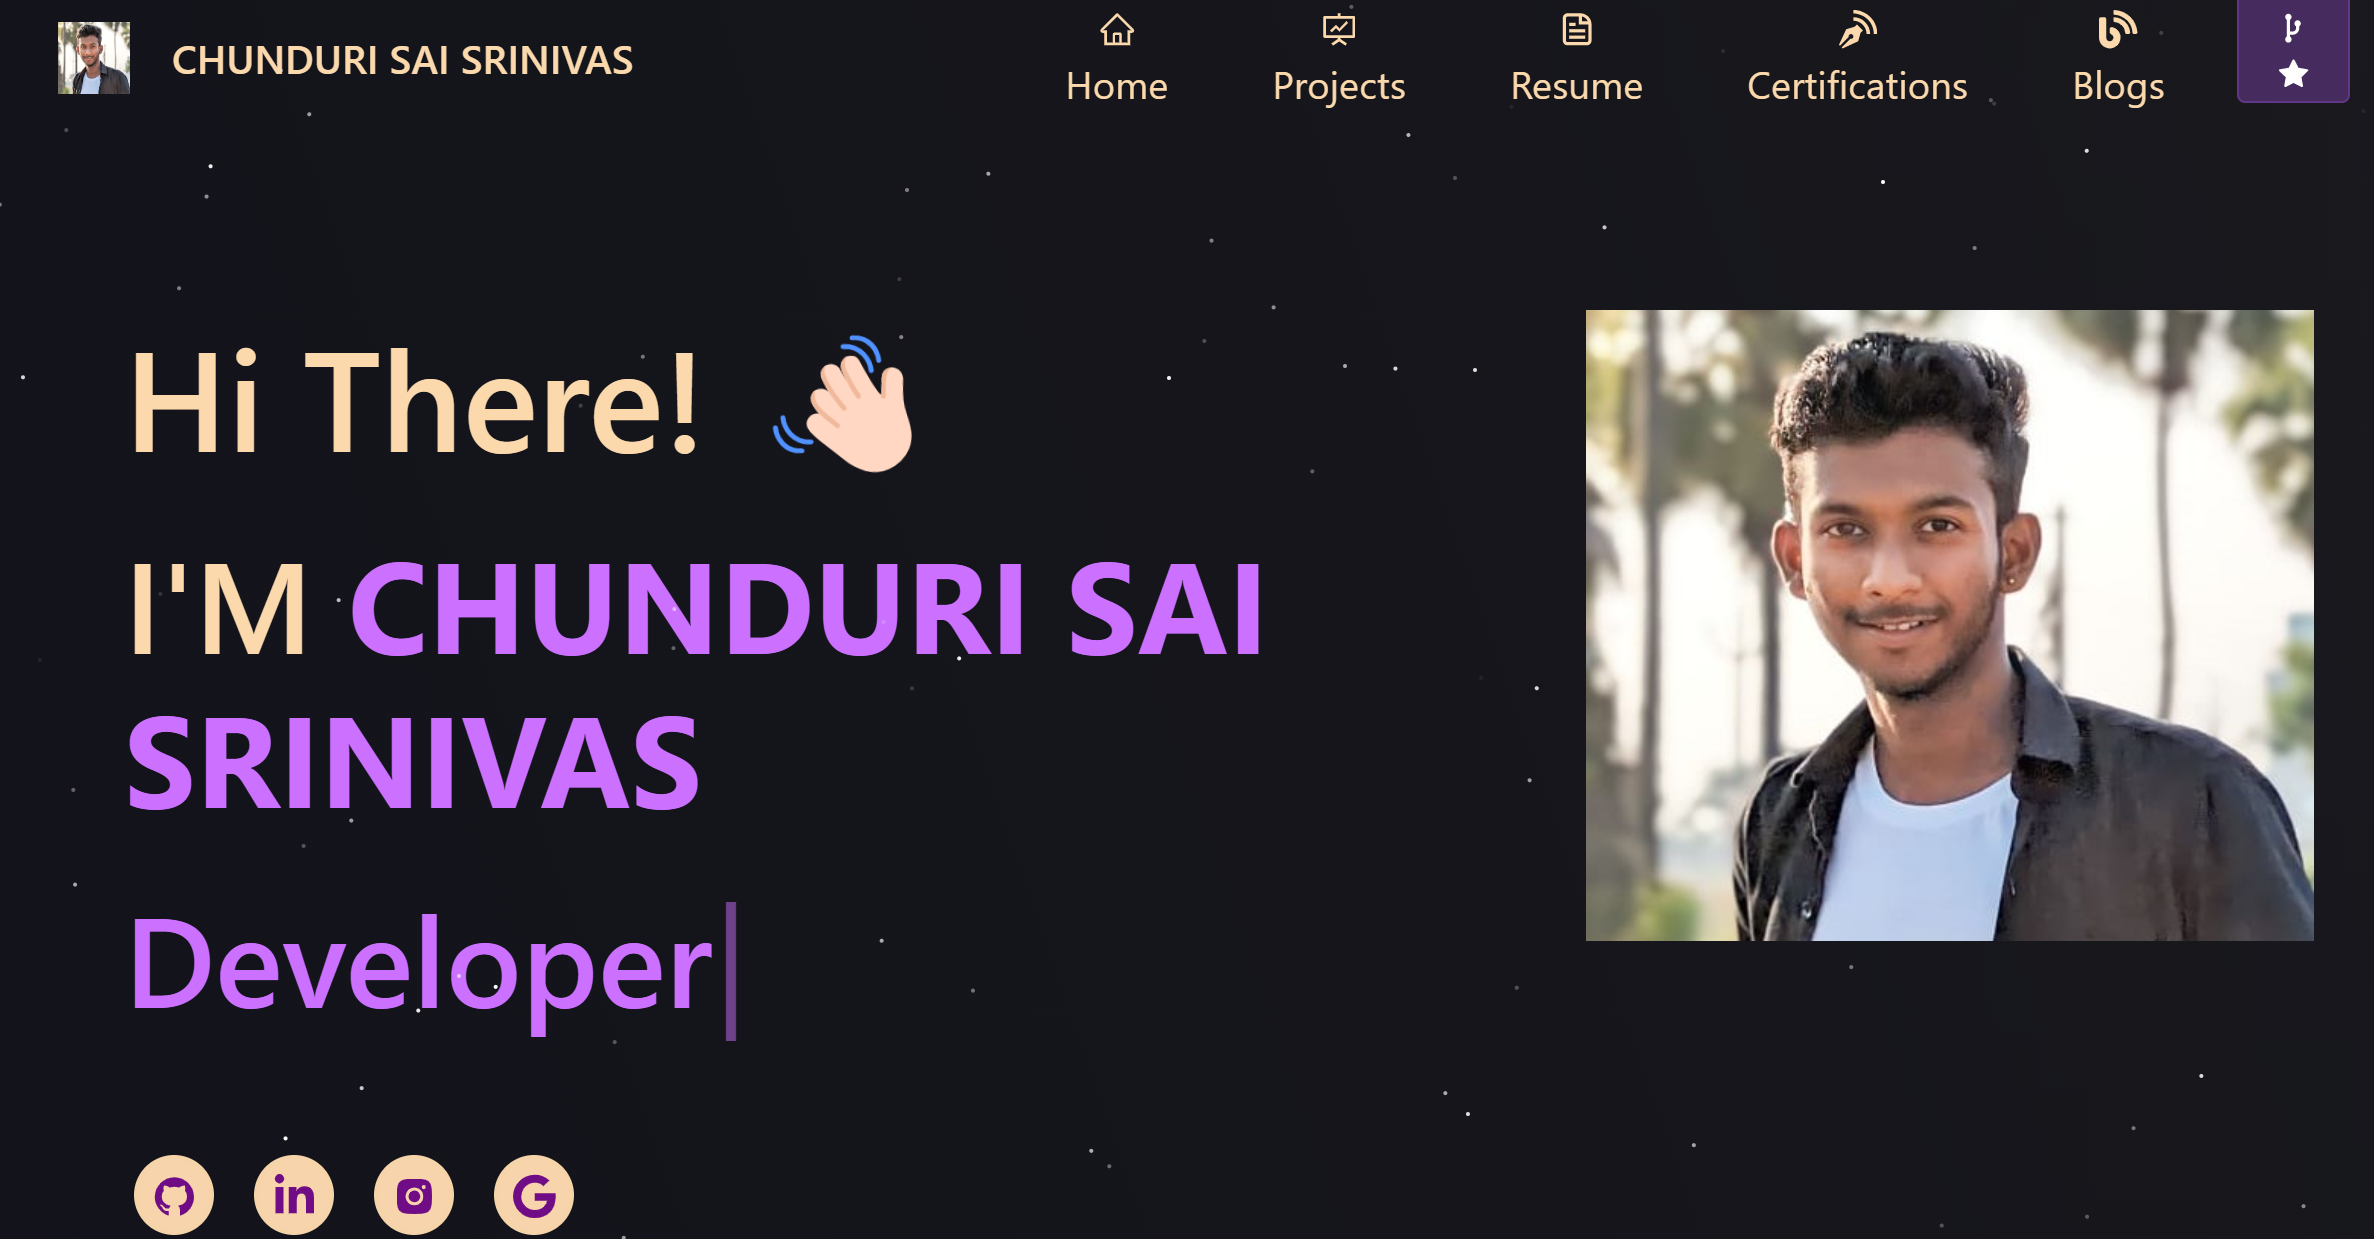 CHUNDURI SAI SRINIVAS
Home
Projects
Resume
Certifications
Blogs
Hi There!
I'M CHUNDURI SAI
SRINIVAS
Developer